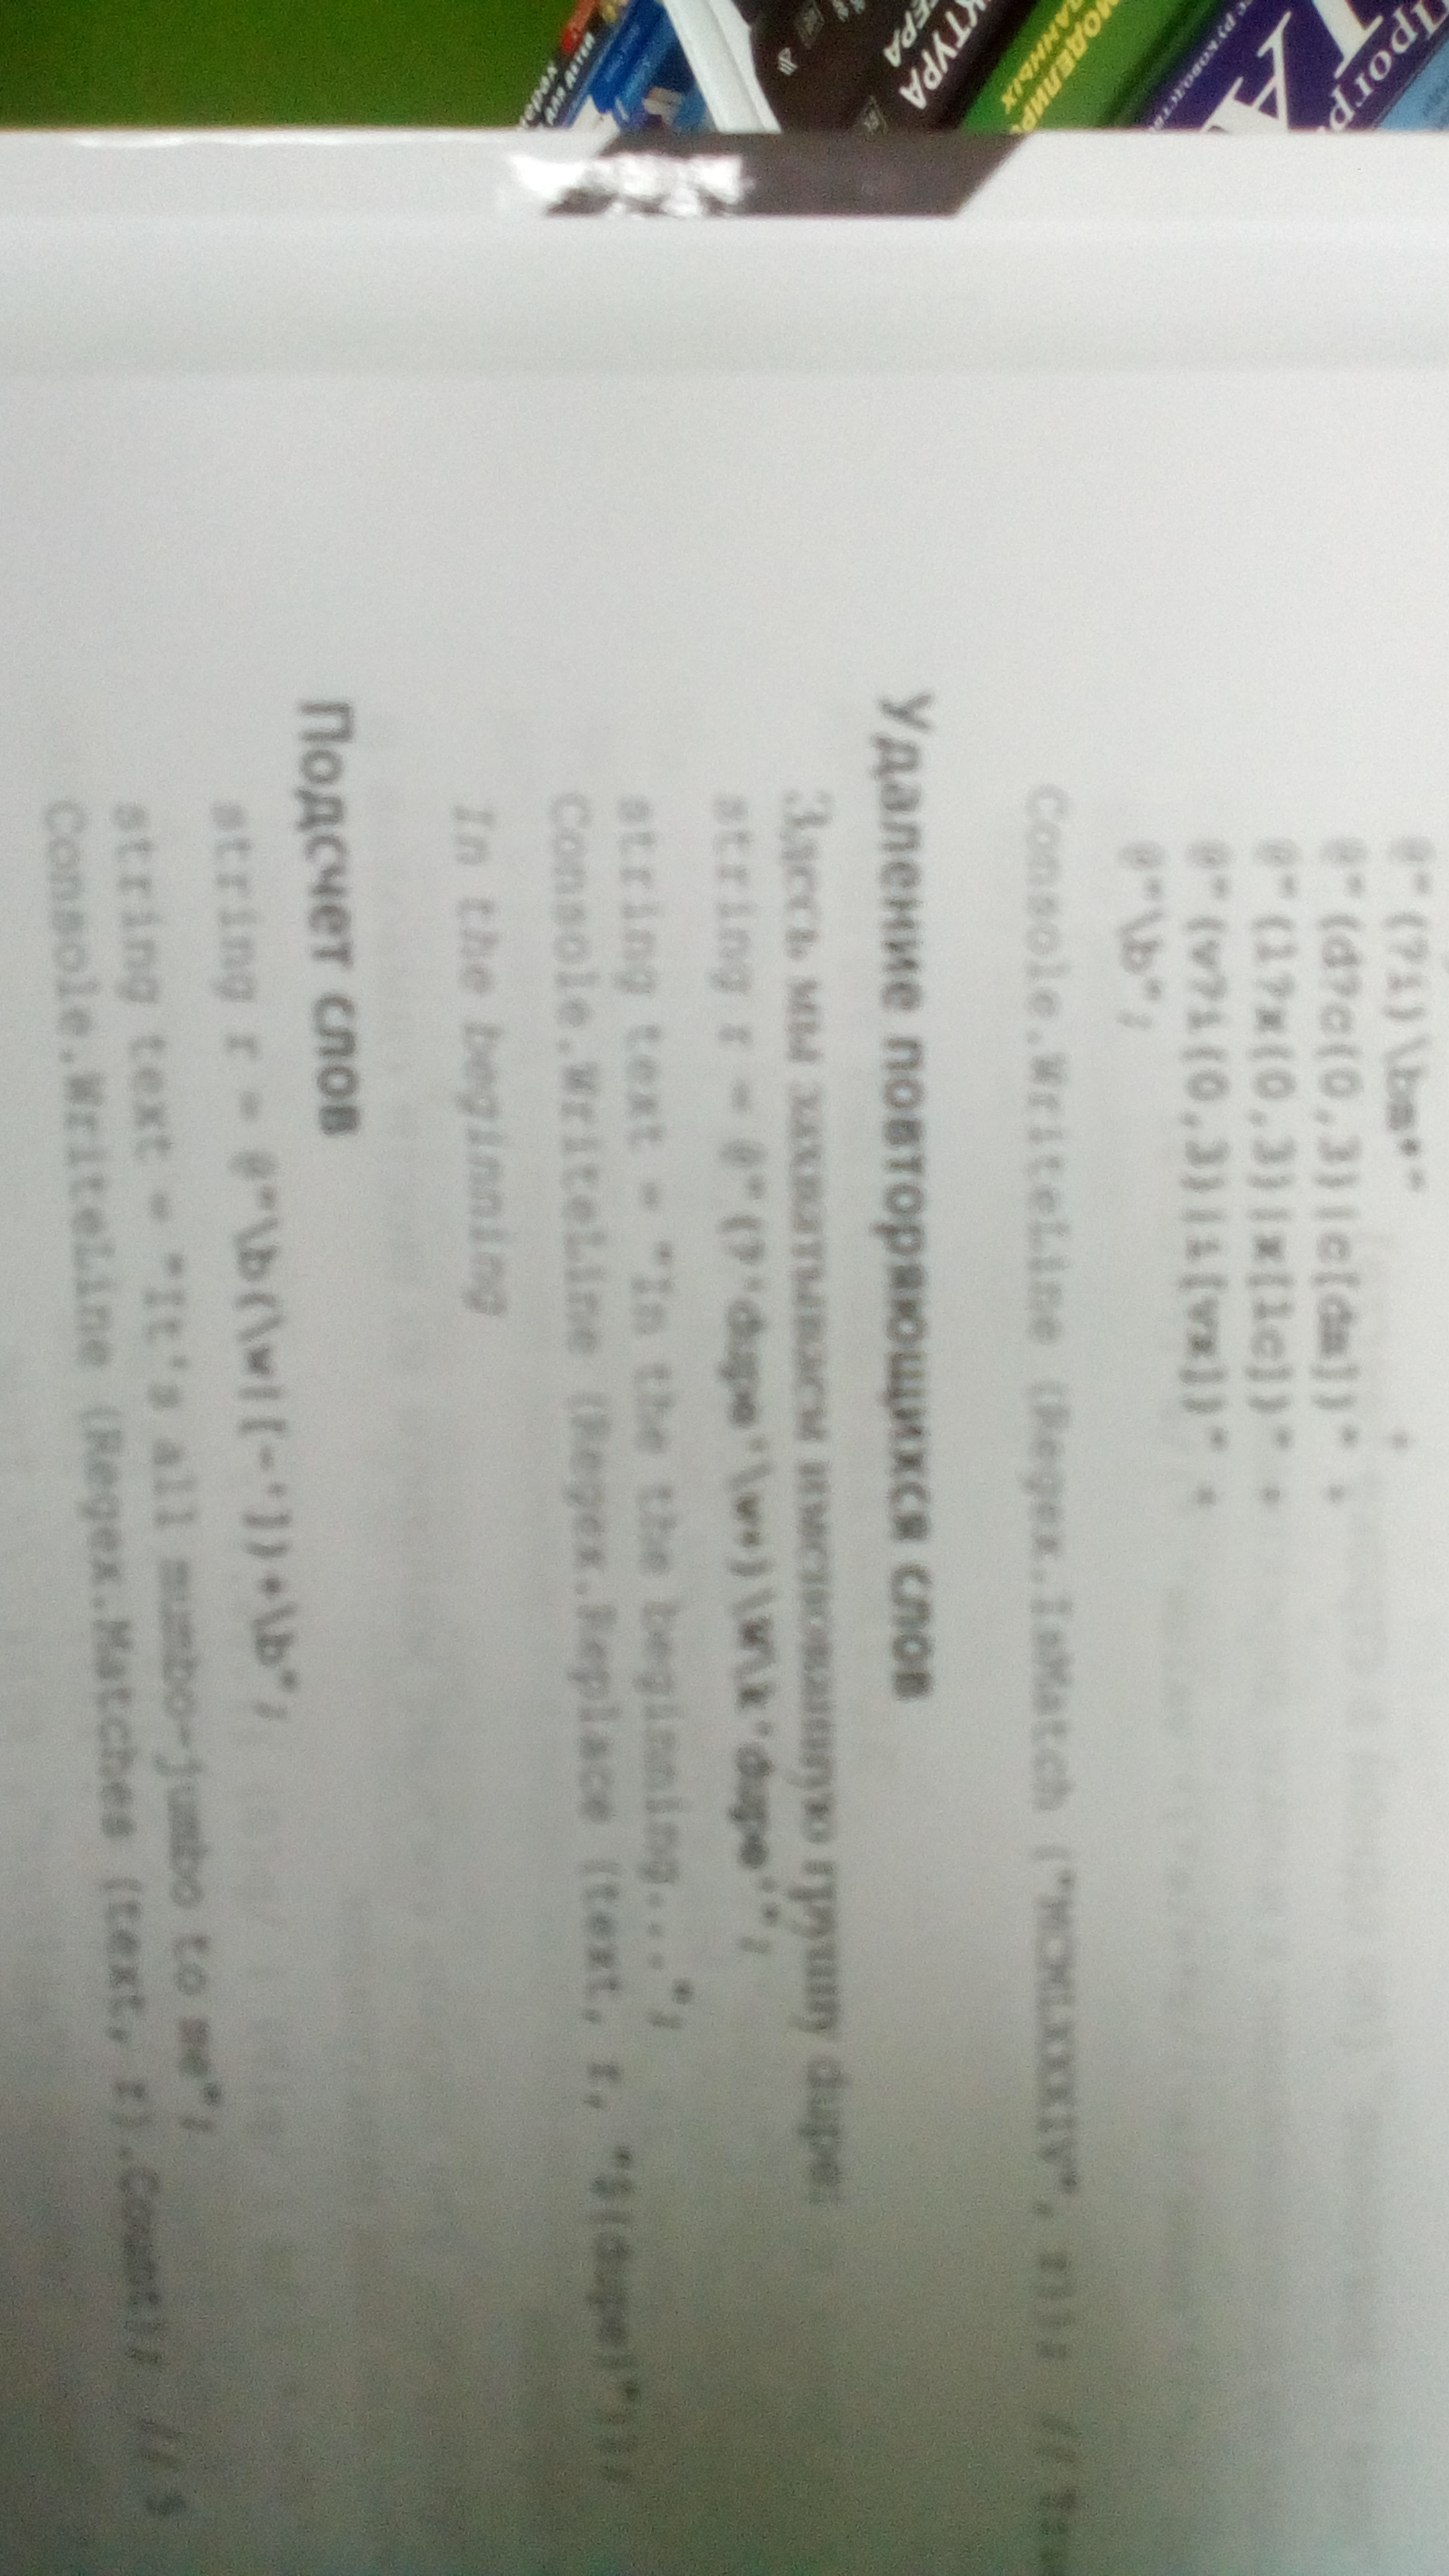 Прогр
МОДЕЛИР
ДАННЫХ
КТУРА
ТЕРА
@"(?i)\bm*" +
@"(d?c{0,3}|c[dm])" +
@"(l?x{0,3}|x[lc])" +
@"(v?i{0,3}|i[vx])" +
@"\b";
Console.WriteLine (Regex.IsMatch ("MCMLXXXIV", r)); // Tru
Удаление повторяющихся слов
Здесь мы захватываем именованную группу dupe:
string r = @"(?'dupe'\w+)\W\k'dupe'";
string text = "In the the beginning...";
Console.WriteLine (Regex.Replace (text, r, "${dupe}"));
In the beginning
Подсчет слов
string r = @"\b(\w|[-'])+\b";
string text = "It's all mumbo-jumbo to me";
Console.WriteLine (Regex.Matches (text, r).Count); // 5